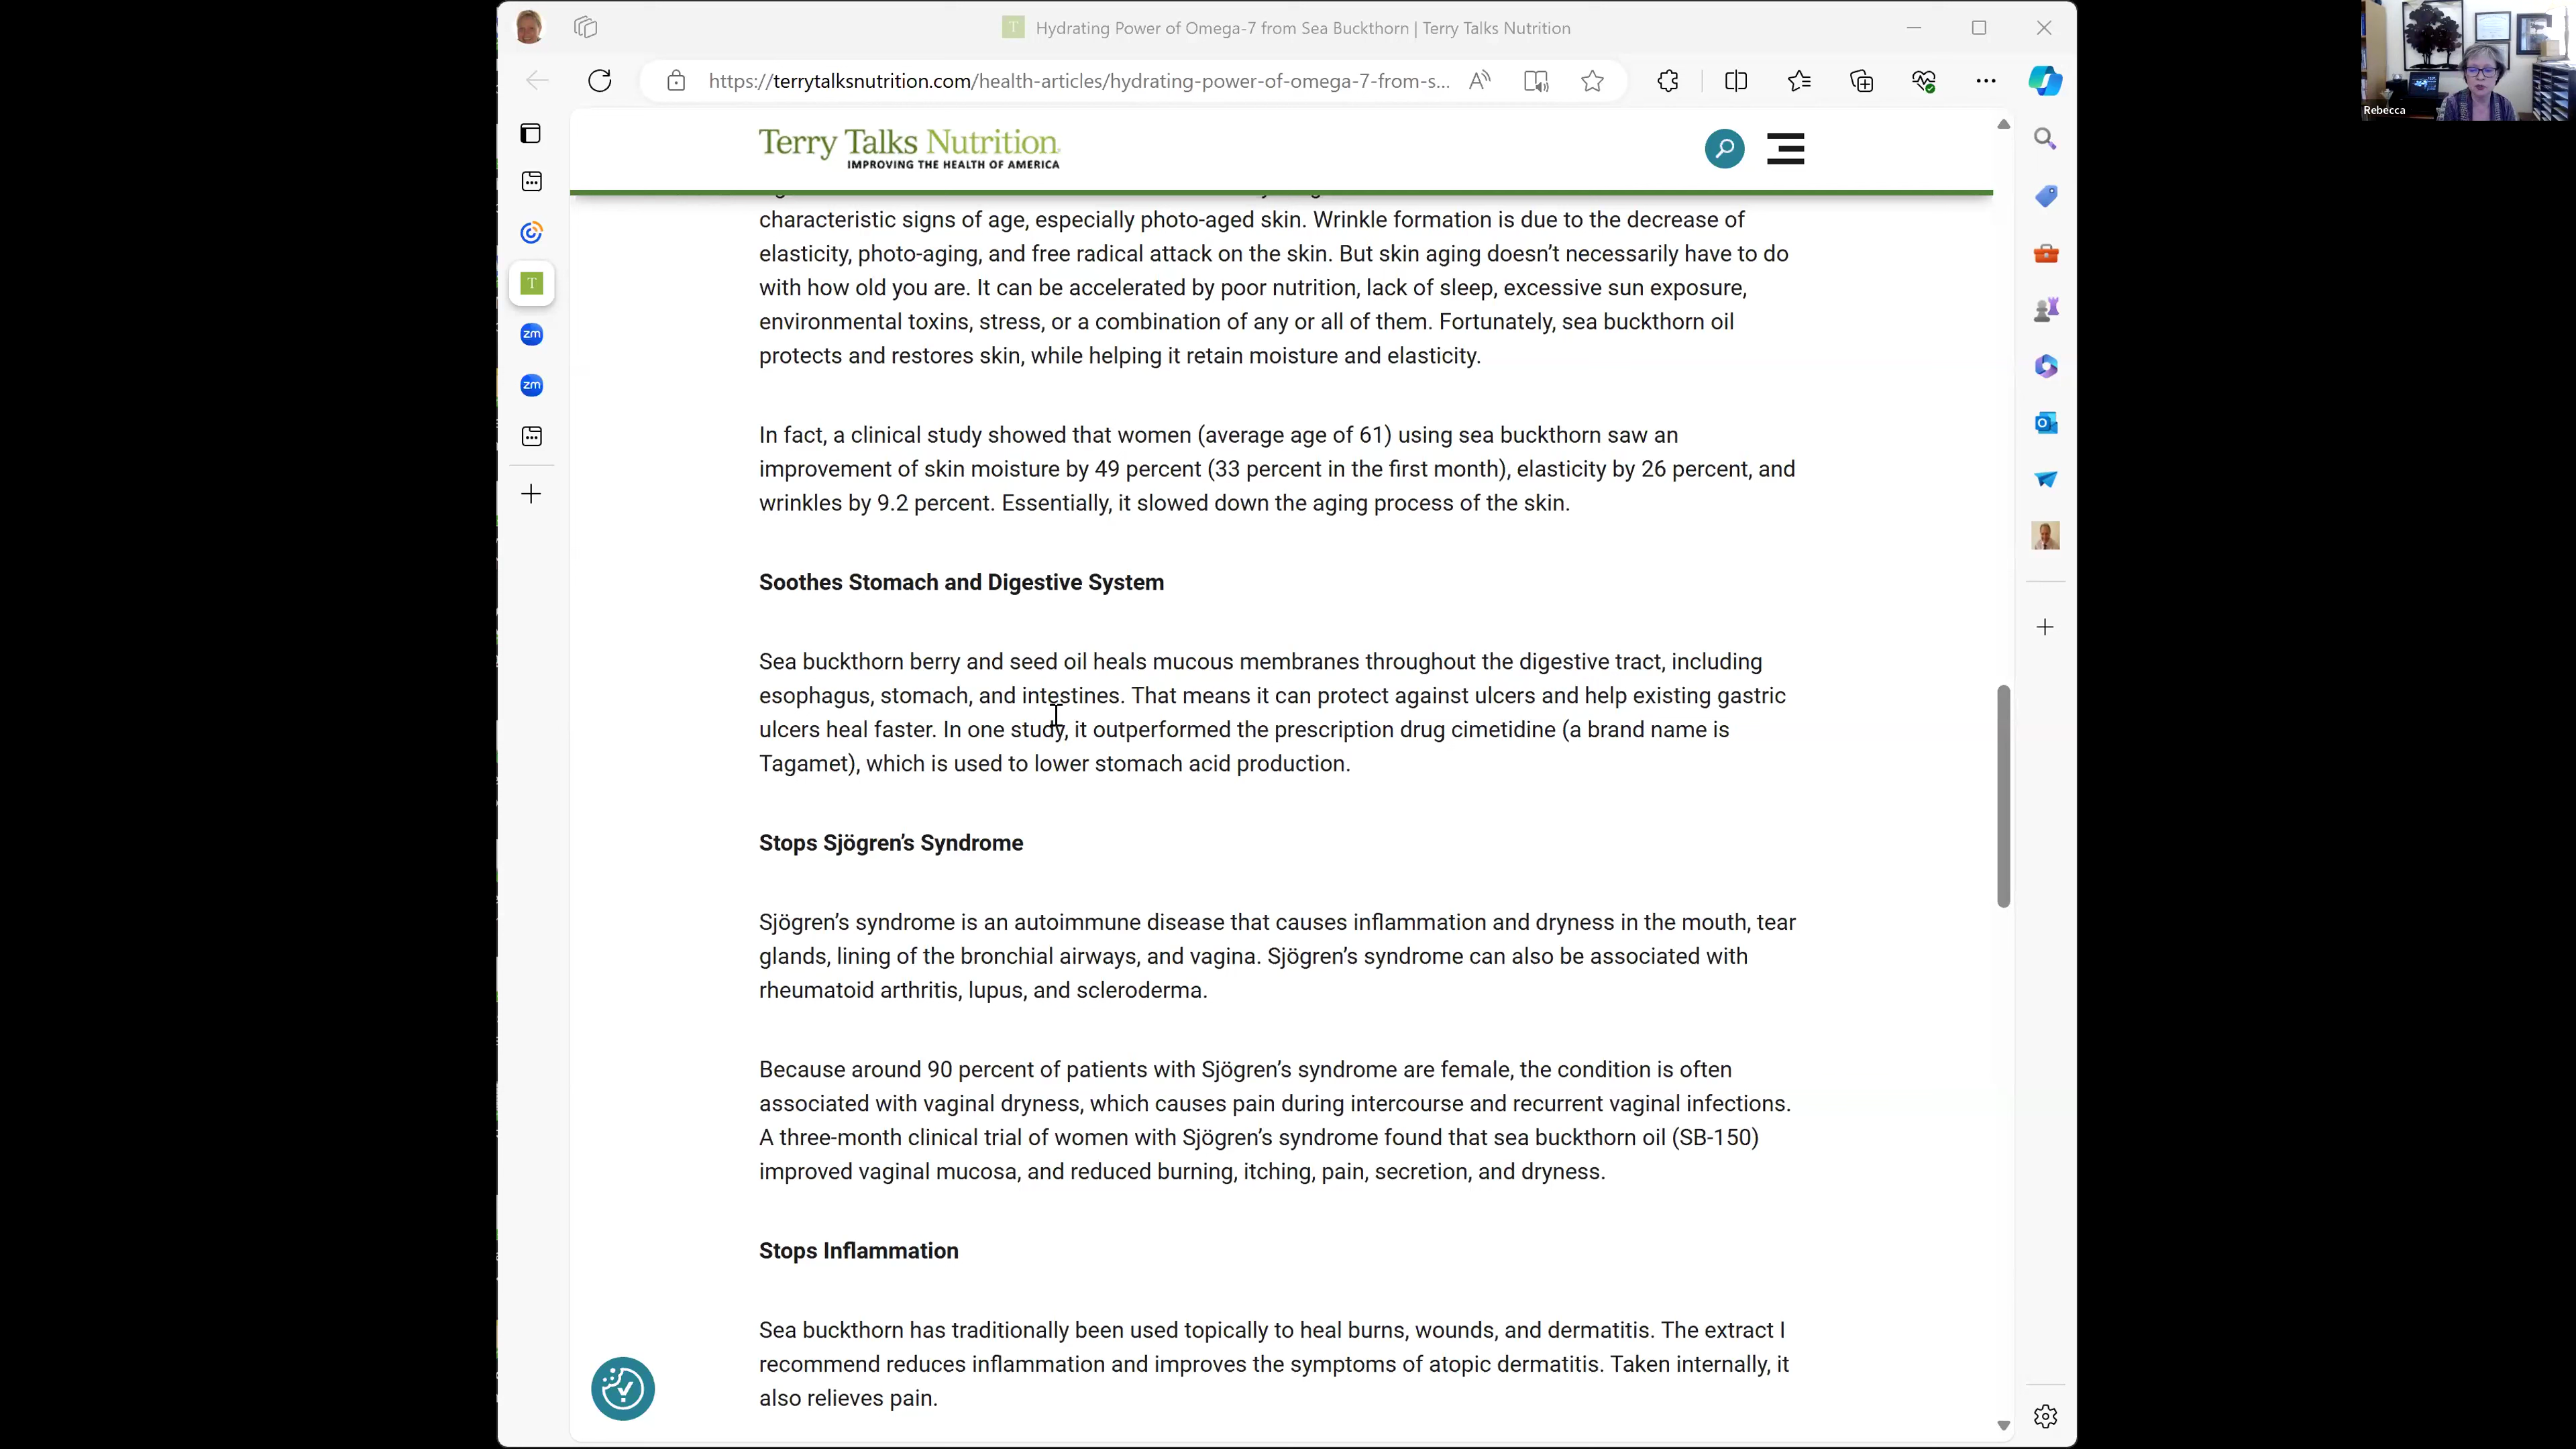 Hydrating Power of Omega-7 from Sea Buckthorn | Terry Talks Nutrition
https://terrytalksnutrition.com/health-articles/hydrating-power-of-omega-7-from-s...
Rebecca
Terry Talks Nutrition
IMPROVING THE HEALTH OF AMERICA
characteristic signs of age, especially photo-aged skin. Wrinkle formation is due to the decrease of
elasticity, photo-aging, and free radical attack on the skin. But skin aging doesn’t necessarily have to do
with how old you are. It can be accelerated by poor nutrition, lack of sleep, excessive sun exposure,
environmental toxins, stress, or a combination of any or all of them. Fortunately, sea buckthorn oil
protects and restores skin, while helping it retain moisture and elasticity.
In fact, a clinical study showed that women (average age of 61) using sea buckthorn saw an
improvement of skin moisture by 49 percent (33 percent in the first month), elasticity by 26 percent, and
wrinkles by 9.2 percent. Essentially, it slowed down the aging process of the skin.
Soothes Stomach and Digestive System
Sea buckthorn berry and seed oil heals mucous membranes throughout the digestive tract, including
esophagus, stomach, and intestines. That means it can protect against ulcers and help existing gastric
ulcers heal faster. In one study, it outperformed the prescription drug cimetidine (a brand name is
Tagamet), which is used to lower stomach acid production.
Stops Sjögren’s Syndrome
Sjögren’s syndrome is an autoimmune disease that causes inflammation and dryness in the mouth, tear
glands, lining of the bronchial airways, and vagina. Sjögren’s syndrome can also be associated with
rheumatoid arthritis, lupus, and scleroderma.
Because around 90 percent of patients with Sjögren’s syndrome are female, the condition is often
associated with vaginal dryness, which causes pain during intercourse and recurrent vaginal infections.
A three-month clinical trial of women with Sjögren’s syndrome found that sea buckthorn oil (SB-150)
improved vaginal mucosa, and reduced burning, itching, pain, secretion, and dryness.
Stops Inflammation
Sea buckthorn has traditionally been used topically to heal burns, wounds, and dermatitis. The extract I
recommend reduces inflammation and improves the symptoms of atopic dermatitis. Taken internally, it
also relieves pain.
T
T
zm
zm